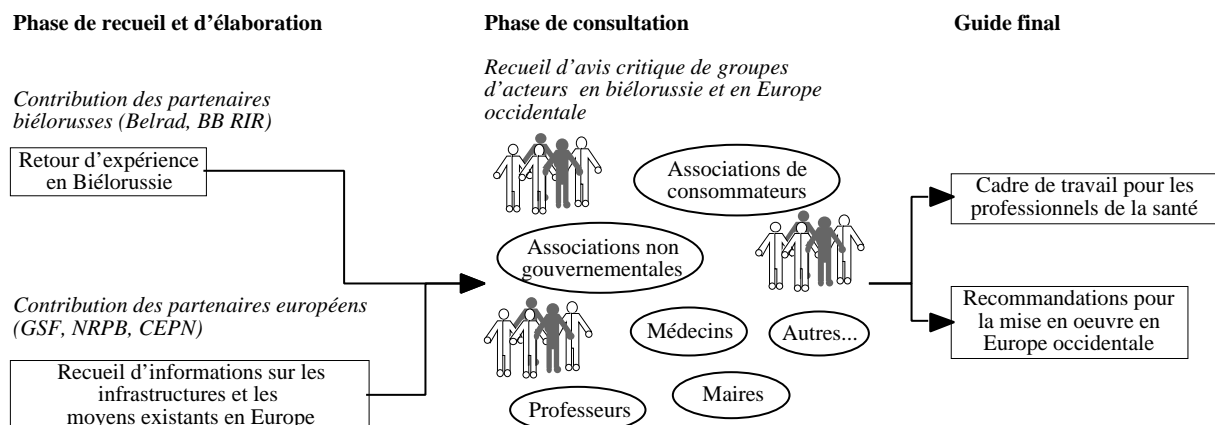 Phase de recueil et d'élaboration
Contribution des partenaires
biélorusses (Belrad, BB RIR)
Retour d'expérience
en Biélorussie
Contribution des partenaires européens
(GSF, NRPB, CEPN)
Recueil d'informations sur les
infrastructures et les
moyens existants en Europe
Phase de consultation
Recueil d'avis critique de groupes
d'acteurs en biélorussie et en Europe
occidentale
Associations de
consommateurs
Associations non
gouvernementales
Médecins
Autres...
Maires
Professeurs
Guide final
Cadre de travail pour les
professionnels de la santé
Recommandations pour
la mise en oeuvre en
Europe occidentale